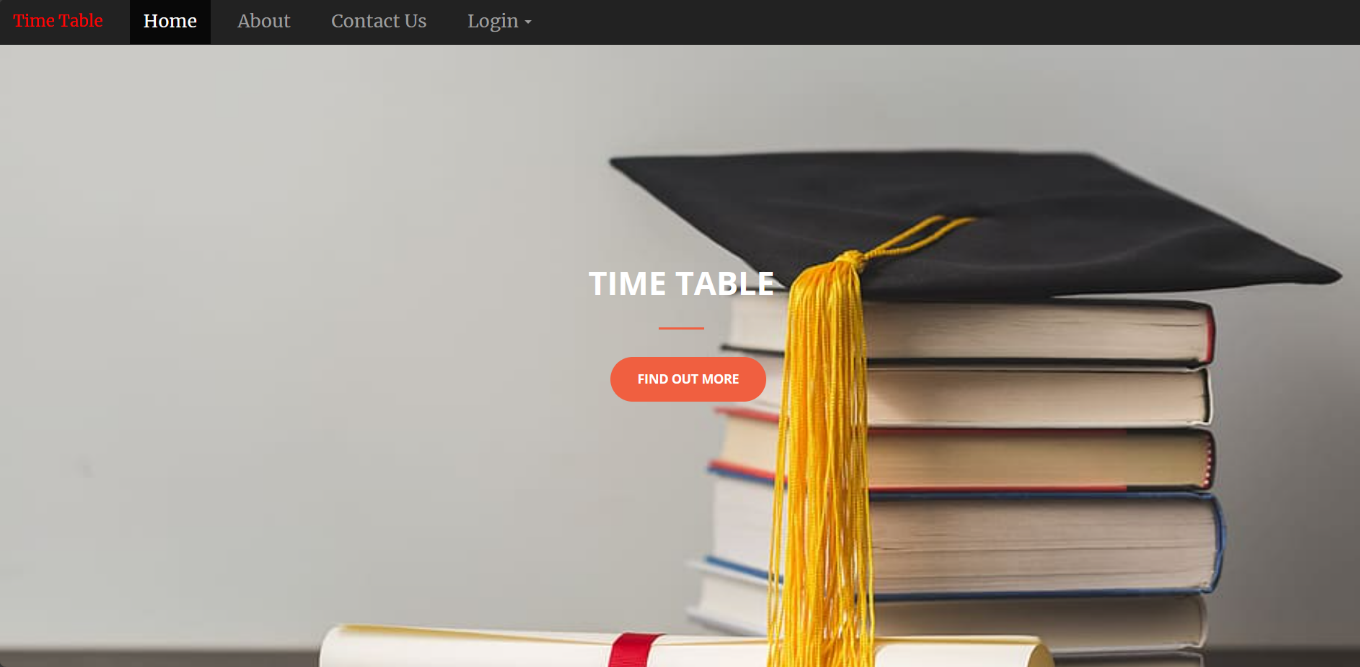 Time Table Home About Contact Us Login
TIME TABLE
FIND OUT MORE